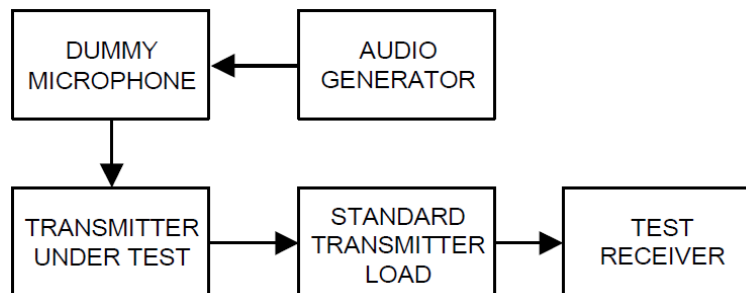 DUMMY
MICROPHONE
AUDIO
GENERATOR
TRANSMITTER
UNDER TEST
STANDARD
TRANSMITTER
LOAD
TEST
RECEIVER